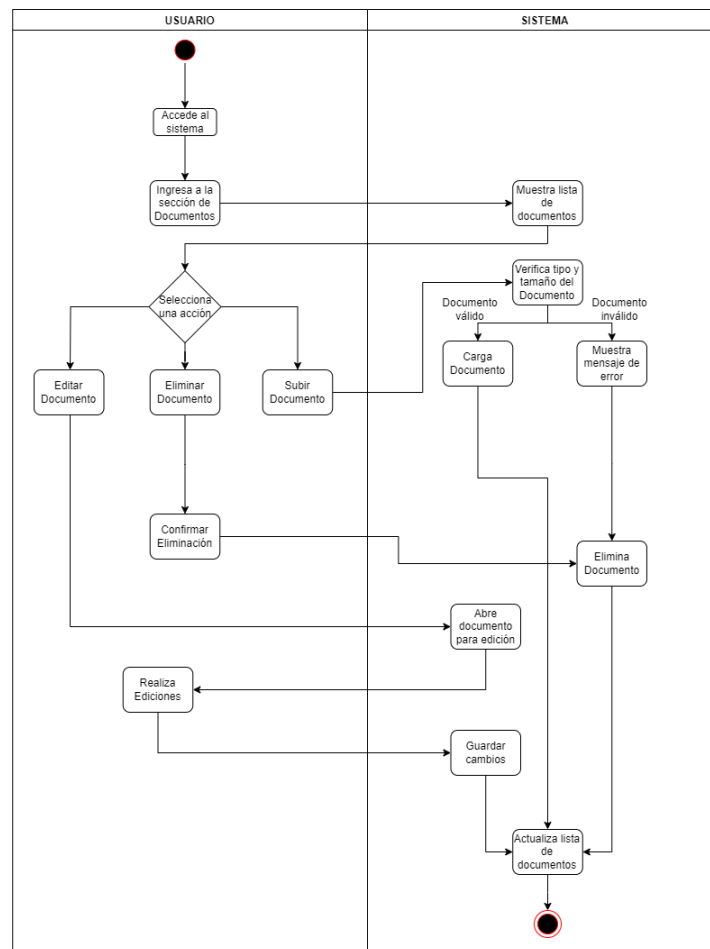 USUARIO
SISTEMA
Accede al
sistema
Ingresa a la
sección de
Documentos
Muestra lista
de
documentos
Selecciona
una acción
Verifica tipo y
tamaño del
Documento
Documento
válido
Documento
inválido
Editar
Documento
Eliminar
Documento
Subir
Documento
Carga
Documento
Muestra
mensaje de
error
Confirmar
Eliminación
Elimina
Documento
Abre
documento
para edición
Realiza
Ediciones
Guardar
cambios
Actualiza lista
de
documentos